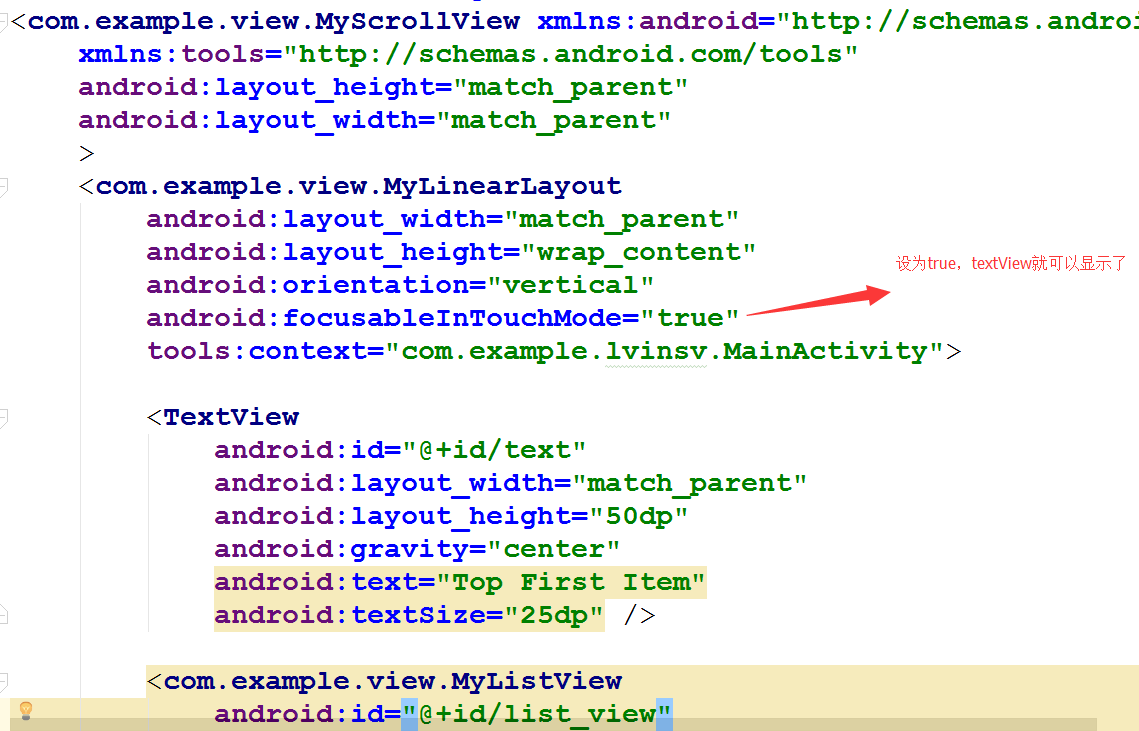 <com.example.view.MyScrollView xmlns:android="http://schemas.androi
xmlns:tools="http://schemas.android.com/tools"
android:layout_height="match_parent"
android:layout_width="match_parent"
>
<com.example.view.MyLinearLayout
android:layout_width="match_parent"
android:layout_height="wrap_content"
设为true，textView就可以显示了
android:orientation="vertical"
android:focusableInTouchMode="true"
tools:context="com.example.lvinsv.MainActivity">
<TextView
android:id="@+id/text"
android:layout_width="match_parent"
android:layout_height="50dp"
android:gravity="center"
android:text="Top First Item"
android:textSize="25dp" />
<com.example.view.MyListView
android:id="@+id/list_view"